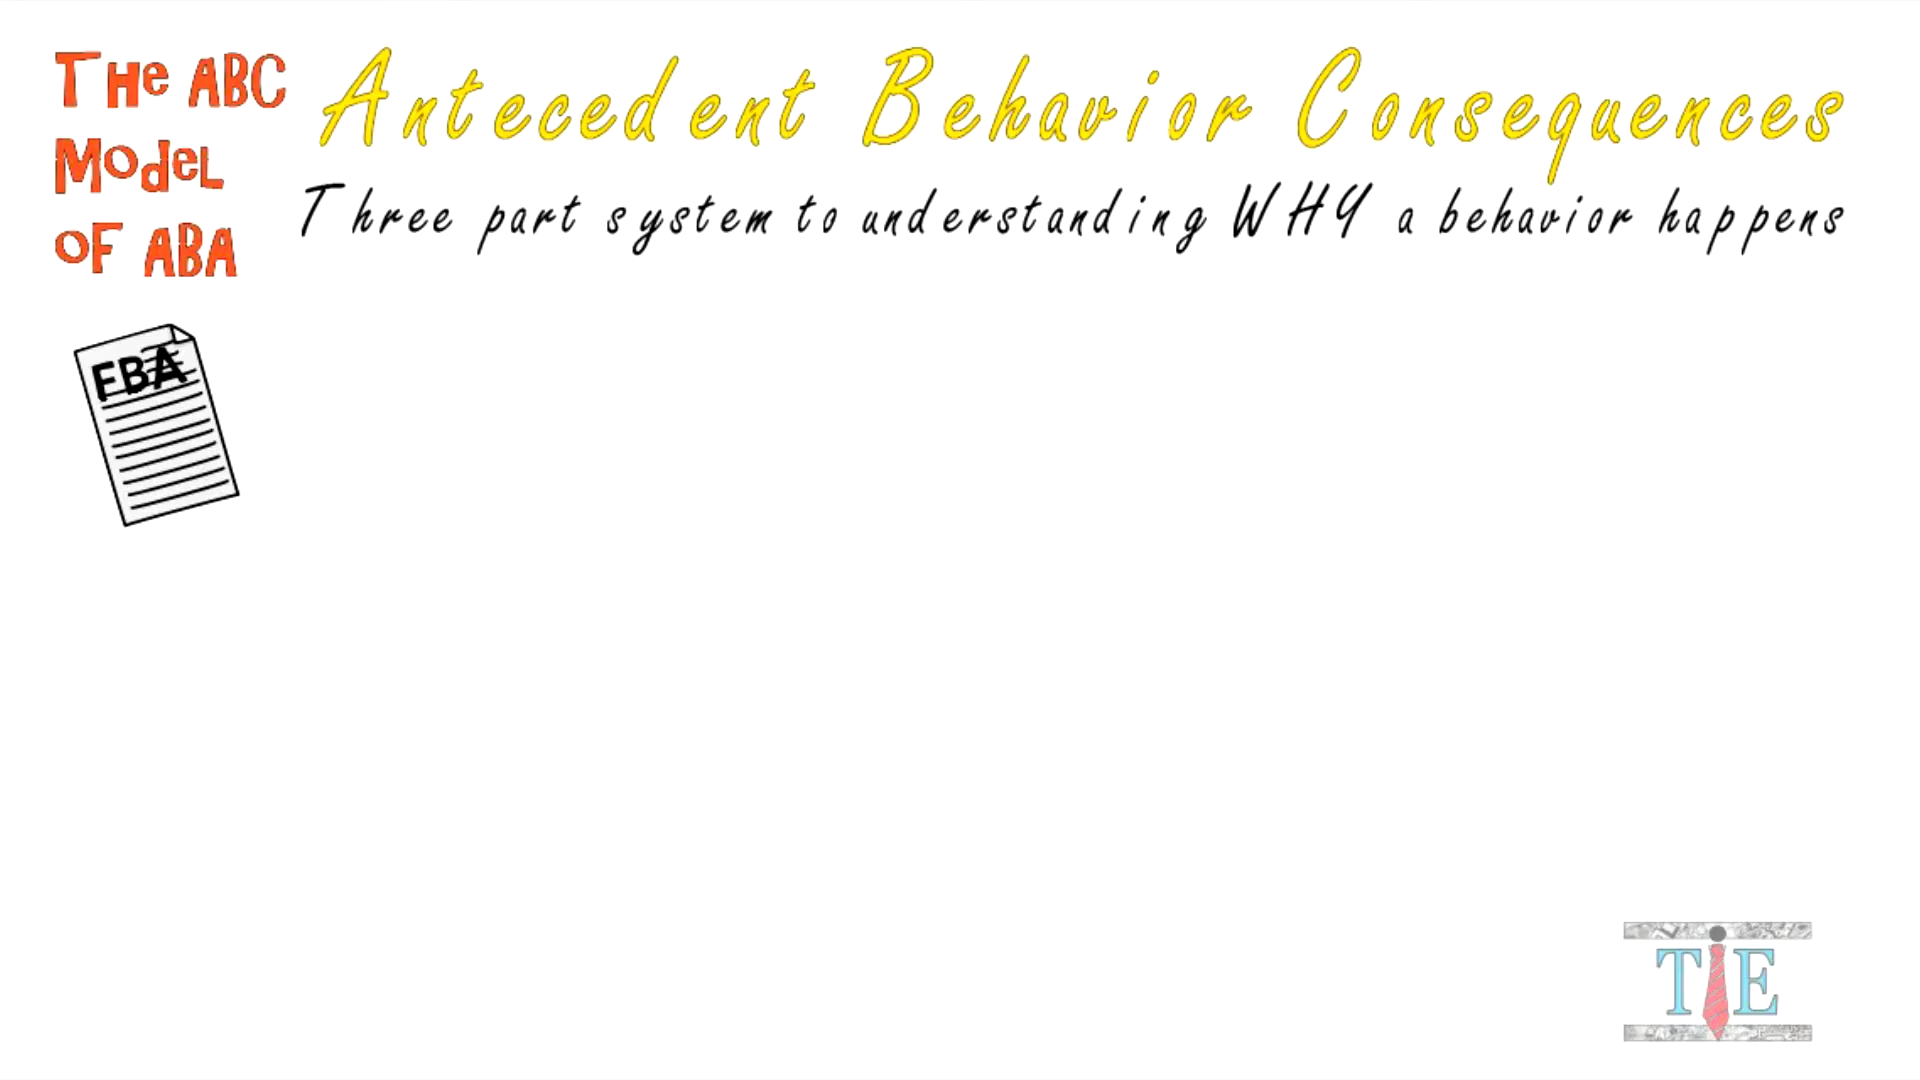 The ABC
Model
of ABA
Antecedent Behavior Consequences
Three part system to understanding WHY a behavior happens
FBA
TiE